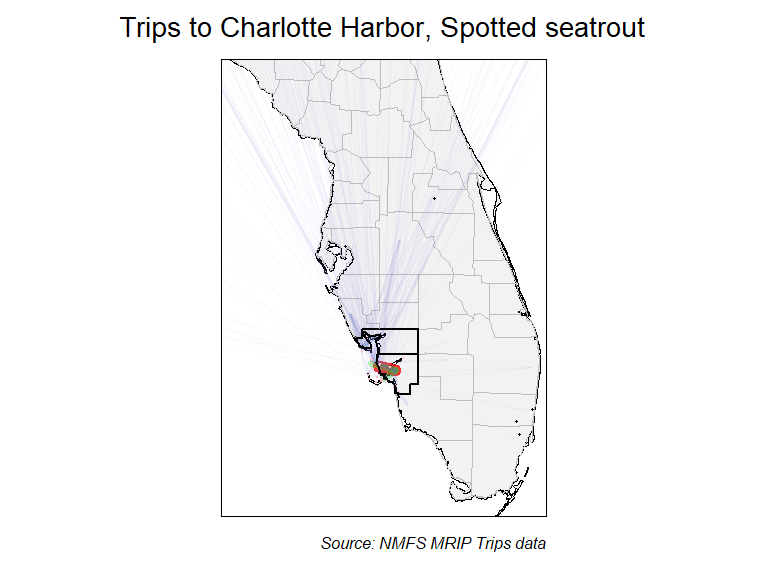 Trips to Charlotte Harbor, Spotted seatrout
Source: NMFS MRIP Trips data